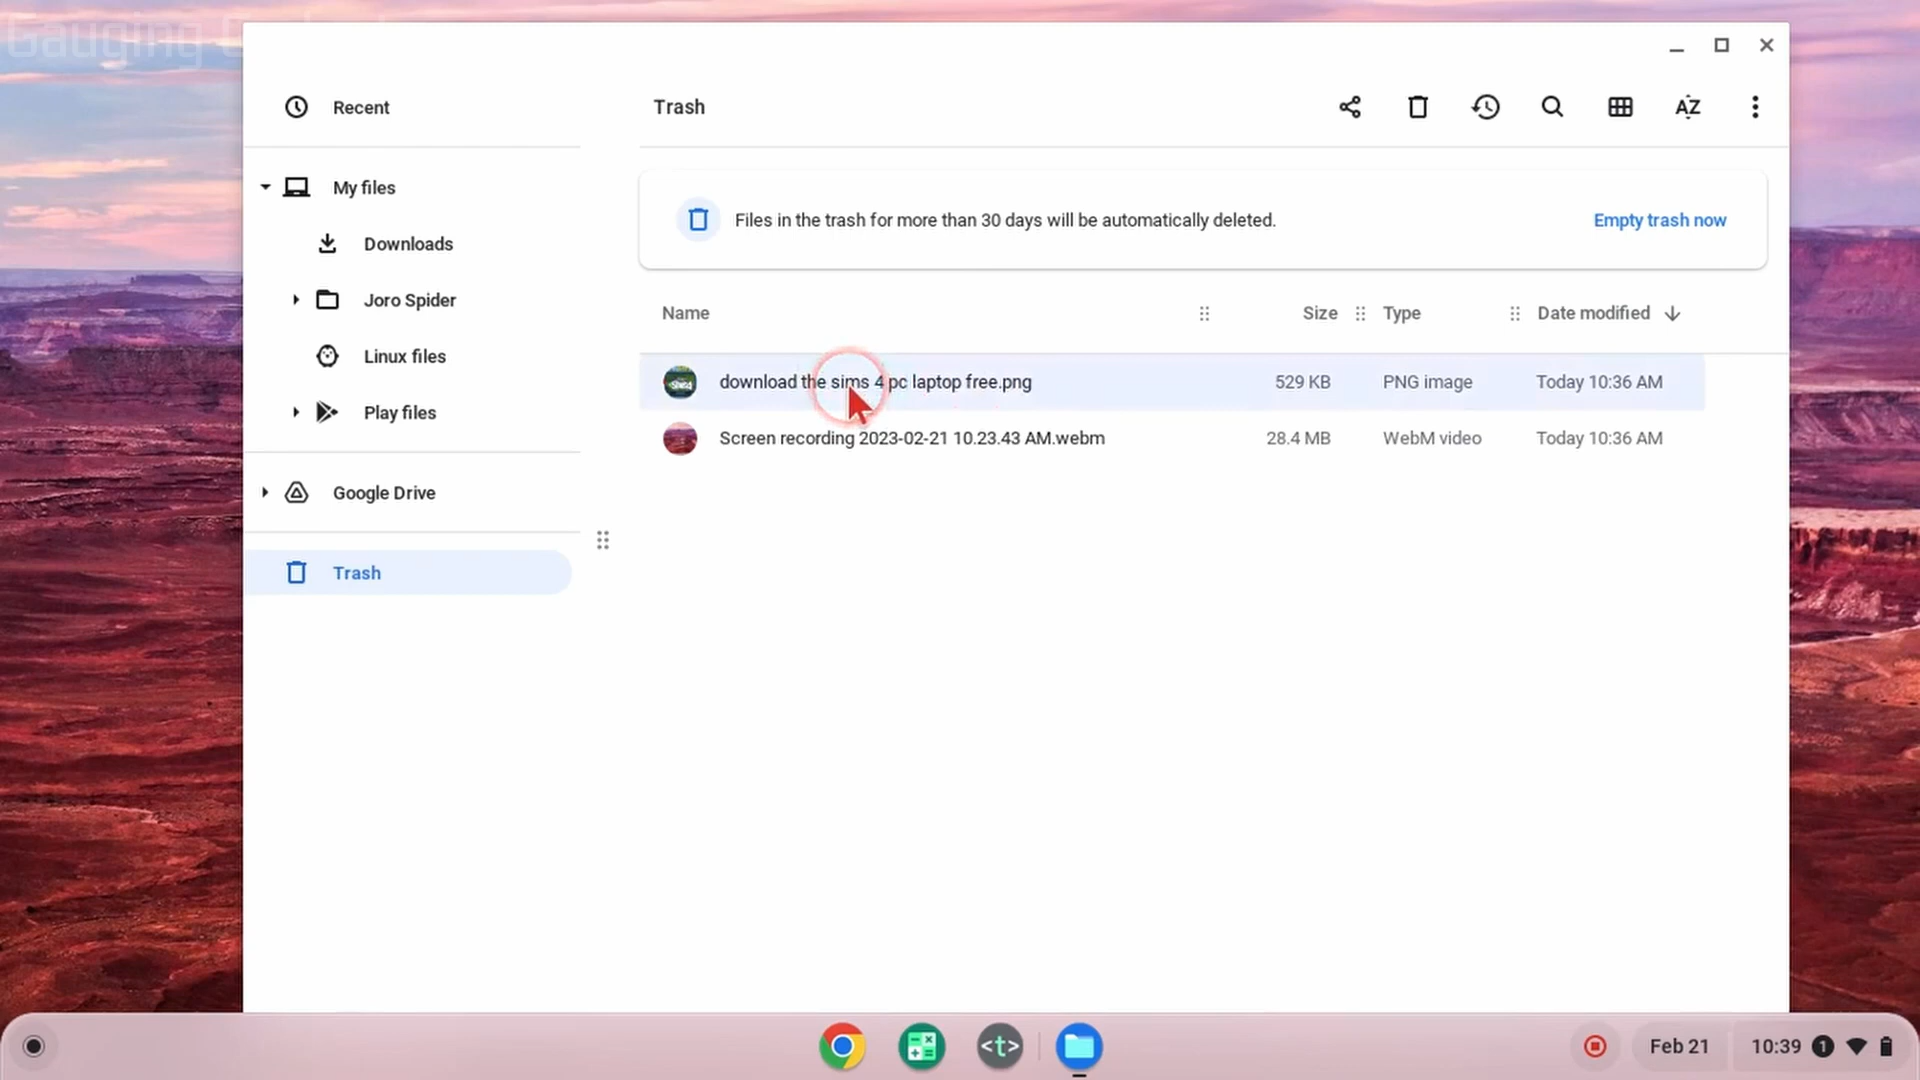 Gauging
Recent
Trash
AZ
My files
Files in the trash for more than 30 days will be automatically deleted.
Empty trash now
Downloads
Joro Spider
Name
Size
Type
Date modified
Linux files
download the sims 4 pc laptop free.png
529 KB
PNG image
Today 10:36 AM
Play files
Screen recording 2023-02-21 10.23.43 AM.webm
28.4 MB
WebM video
Today 10:36 AM
Google Drive
Trash
<t>
Feb 21
10:39
1